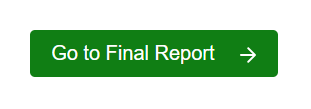 Go to Final Report →